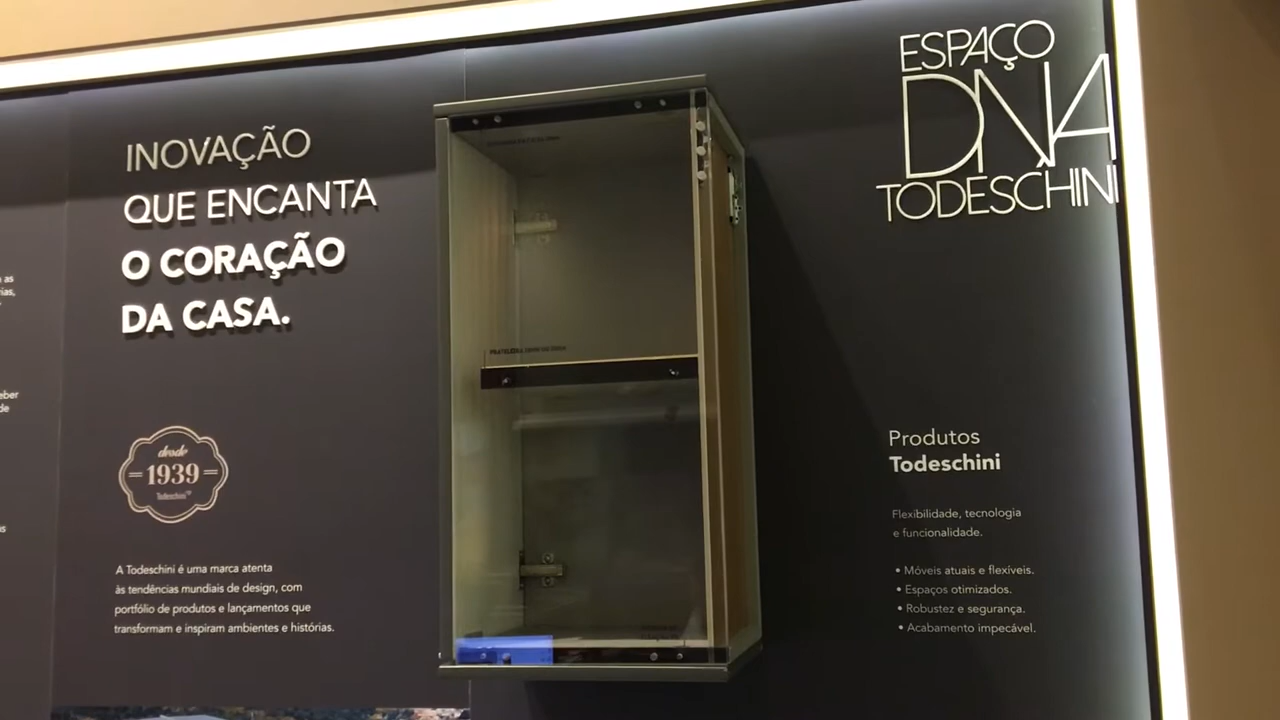 INOVAÇÃO
QUE ENCANTA
O CORAÇÃO
DA CASA.
desde
1939
Todeschini
A Todeschini é uma marca atenta
às tendências mundiais de design, com
portfólio de produtos e lançamentos que
transformam e inspiram ambientes e histórias.
PRATELEIRA
ESPAÇO
DNA
TODESCHINI
Produtos
Todeschini
Flexibilidade, tecnologia
e funcionalidade.
• Móveis atuais e flexíveis.
• Espaços otimizados.
• Robustez e segurança.
• Acabamento impecável.